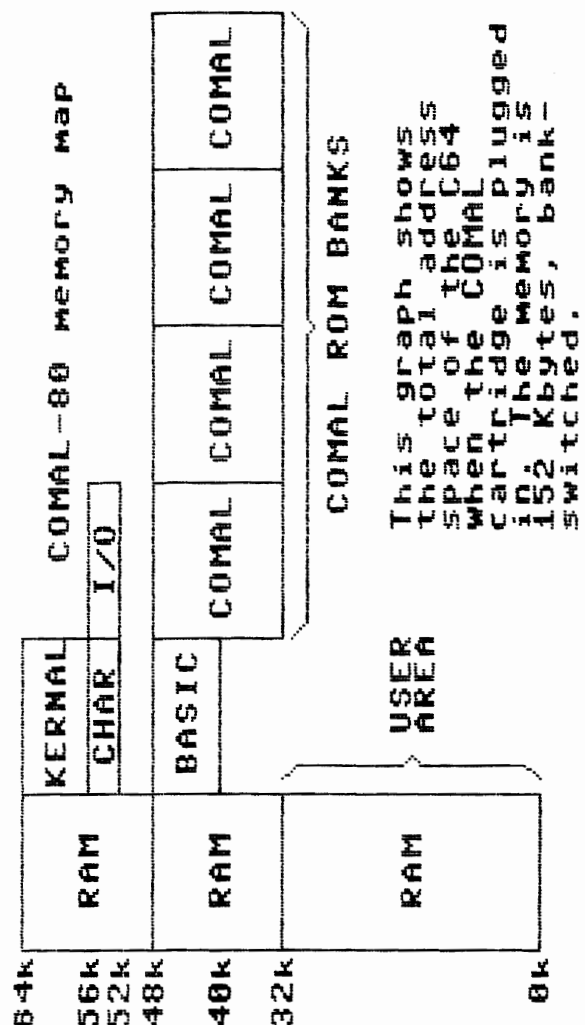 COMAL-80 memory map
64k
56k
52k
48k
40k
32k
0k
RAM
RAM
RAM
KERNAL
CHAR
I/O
BASIC
COMAL
COMAL
COMAL
COMAL
COMAL ROM BANKS
USER
AREA
This graph shows
the total address
space of the C64
when the COMAL
cartridge is plugged
in. The memory is
152 Kbytes, bank-
switched.